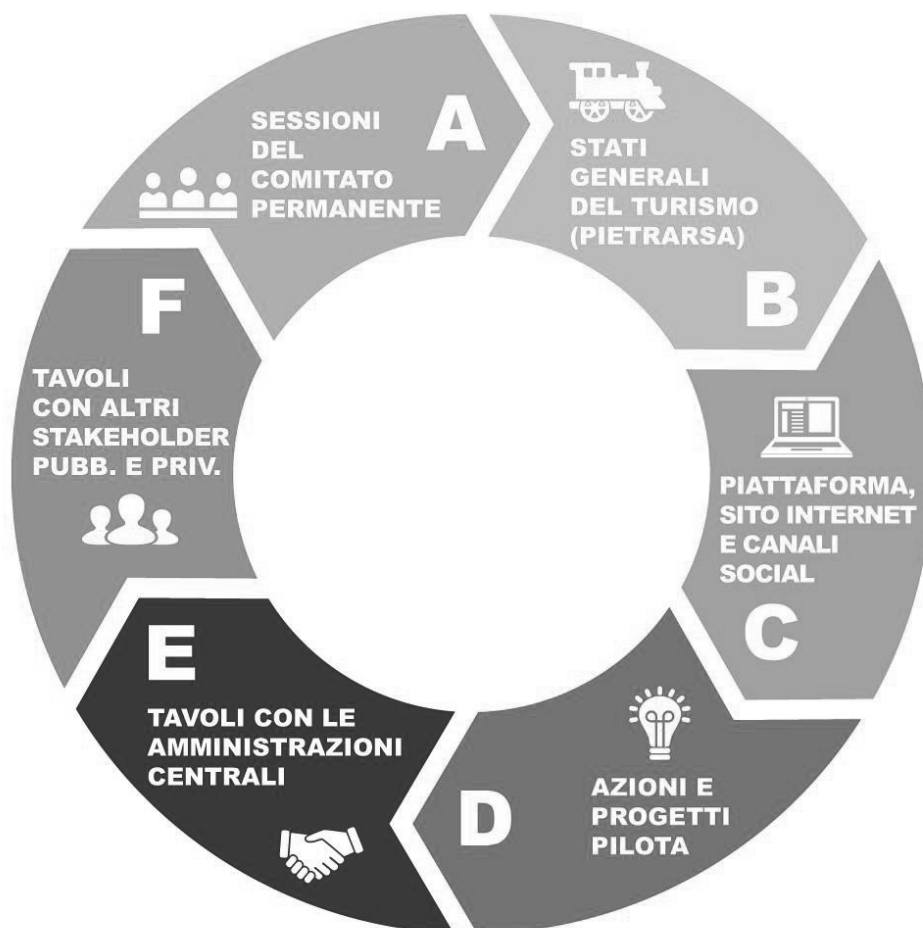 A
SESSIONI
DEL
COMITATO
PERMANENTE
B
STATI
GENERALI
DEL TURISMO
(PIETRARSA)
C
PIATTAFORMA,
SITO INTERNET
E CANALI
SOCIAL
D
AZIONI E
PROGETTI
PILOTA
E
TAVOLI CON LE
AMMINISTRAZIONI
CENTRALI
F
TAVOLI
CON ALTRI
STAKEHOLDER
PUBB. E PRIV.